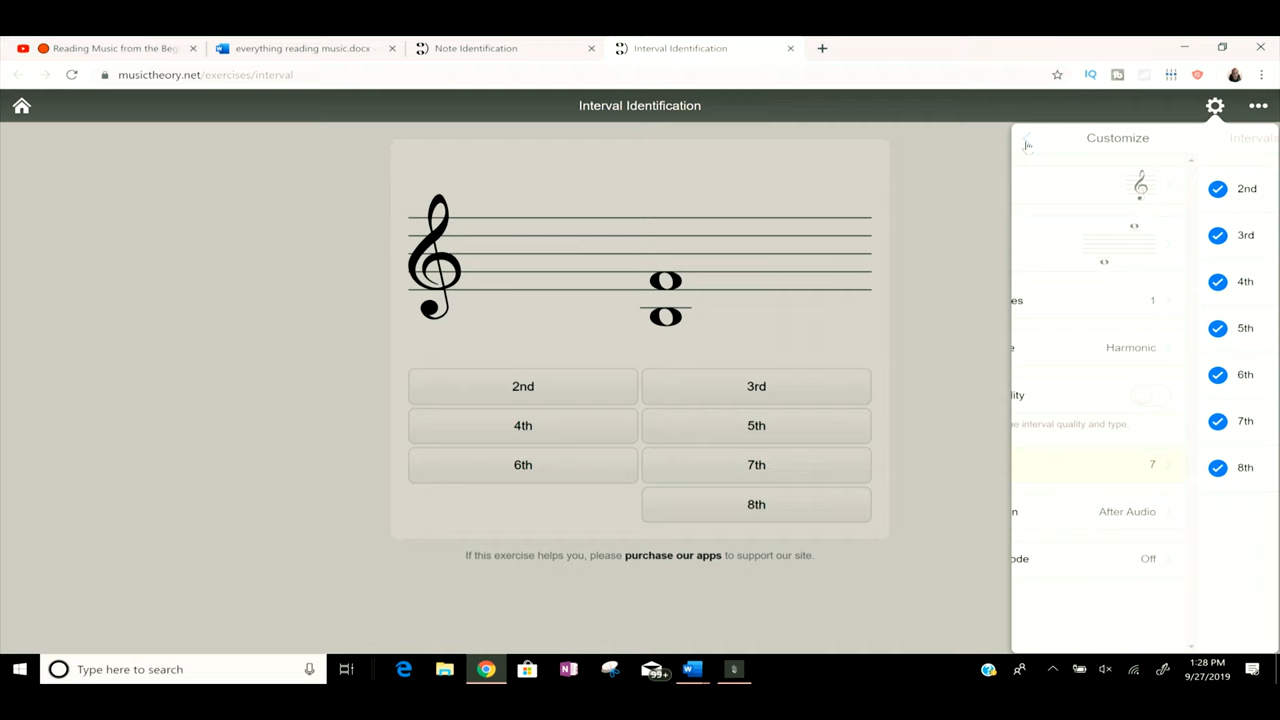 Reading Music from the Beg
everything reading music.docx -
Note Identification
Interval Identification
musictheory.net/exercises/interval
IQ
Interval Identification
Customize
Intervals
2nd
3rd
es 1
4th
5th
e Harmonic
6th
lity
e interval quality and type.
7th
7
8th
n After Audio
ode Off
2nd
3rd
4th
5th
6th
7th
8th
If this exercise helps you, please purchase our apps to support our site.
Type here to search
99+
1:28 PM
9/27/2019